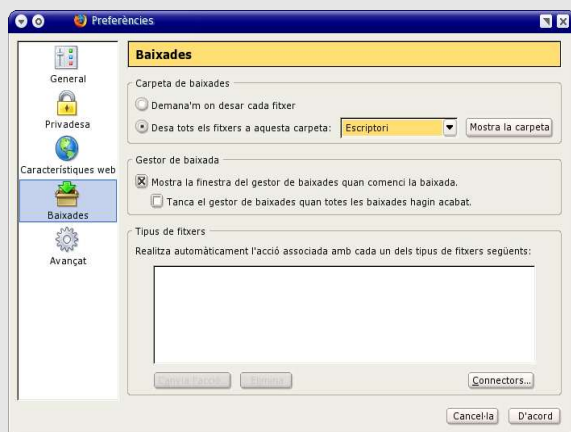 Preferències
General
Privadesa
Característiques web
Baixades
Avançat
Baixades
Carpeta de baixades
Demana'm on desar cada fitxer
Desa tots els fitxers a aquesta carpeta: Escriptori Mostra la carpeta
Gestor de baixada
Mostra la finestra del gestor de baixades quan comenci la baixada.
Tanca el gestor de baixades quan totes les baixades hagin acabat.
Tipus de fitxers
Realitza automàticament l'acció associada amb cada un dels tipus de fitxers següents:
Canvia l'acció... Elimina Connectors...
Cancel·la D'acord